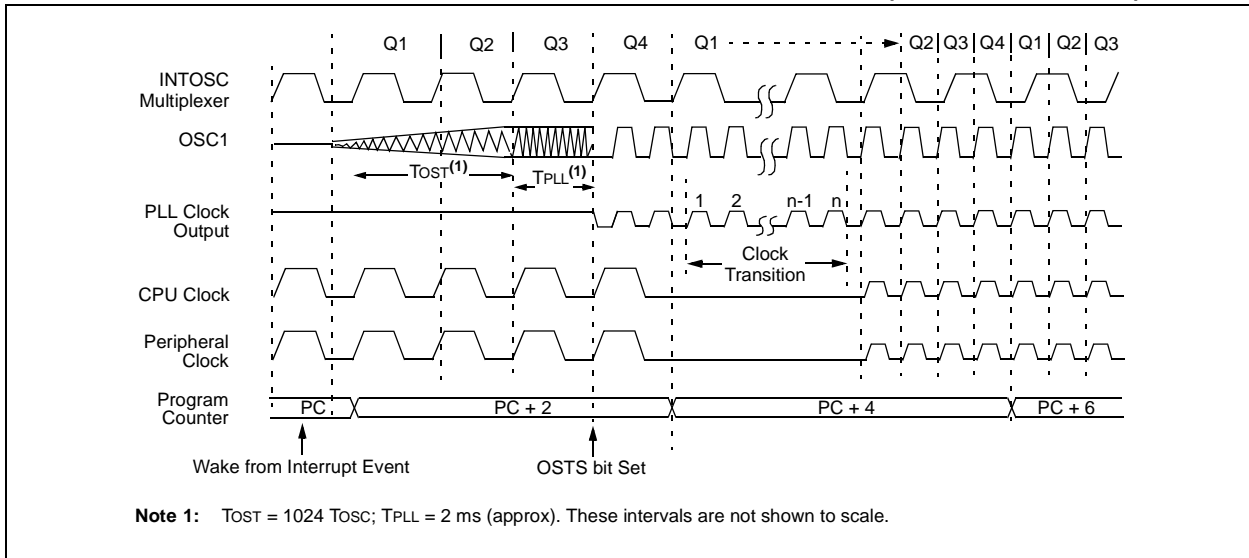 Q1 Q2 Q3 Q4 Q1 Q2 Q3 Q4 Q1 Q2 Q3
INTOSC
Multiplexer
OSC1
TOST(1)
TPLL(1)
1 2 n-1 n
PLL Clock
Output
Clock
Transition
CPU Clock
Peripheral
Clock
Program
Counter
PC PC + 2 PC + 4 PC + 6
Wake from Interrupt Event OSTS bit Set
Note 1: TOST = 1024 TOSC; TPLL = 2 ms (approx). These intervals are not shown to scale.